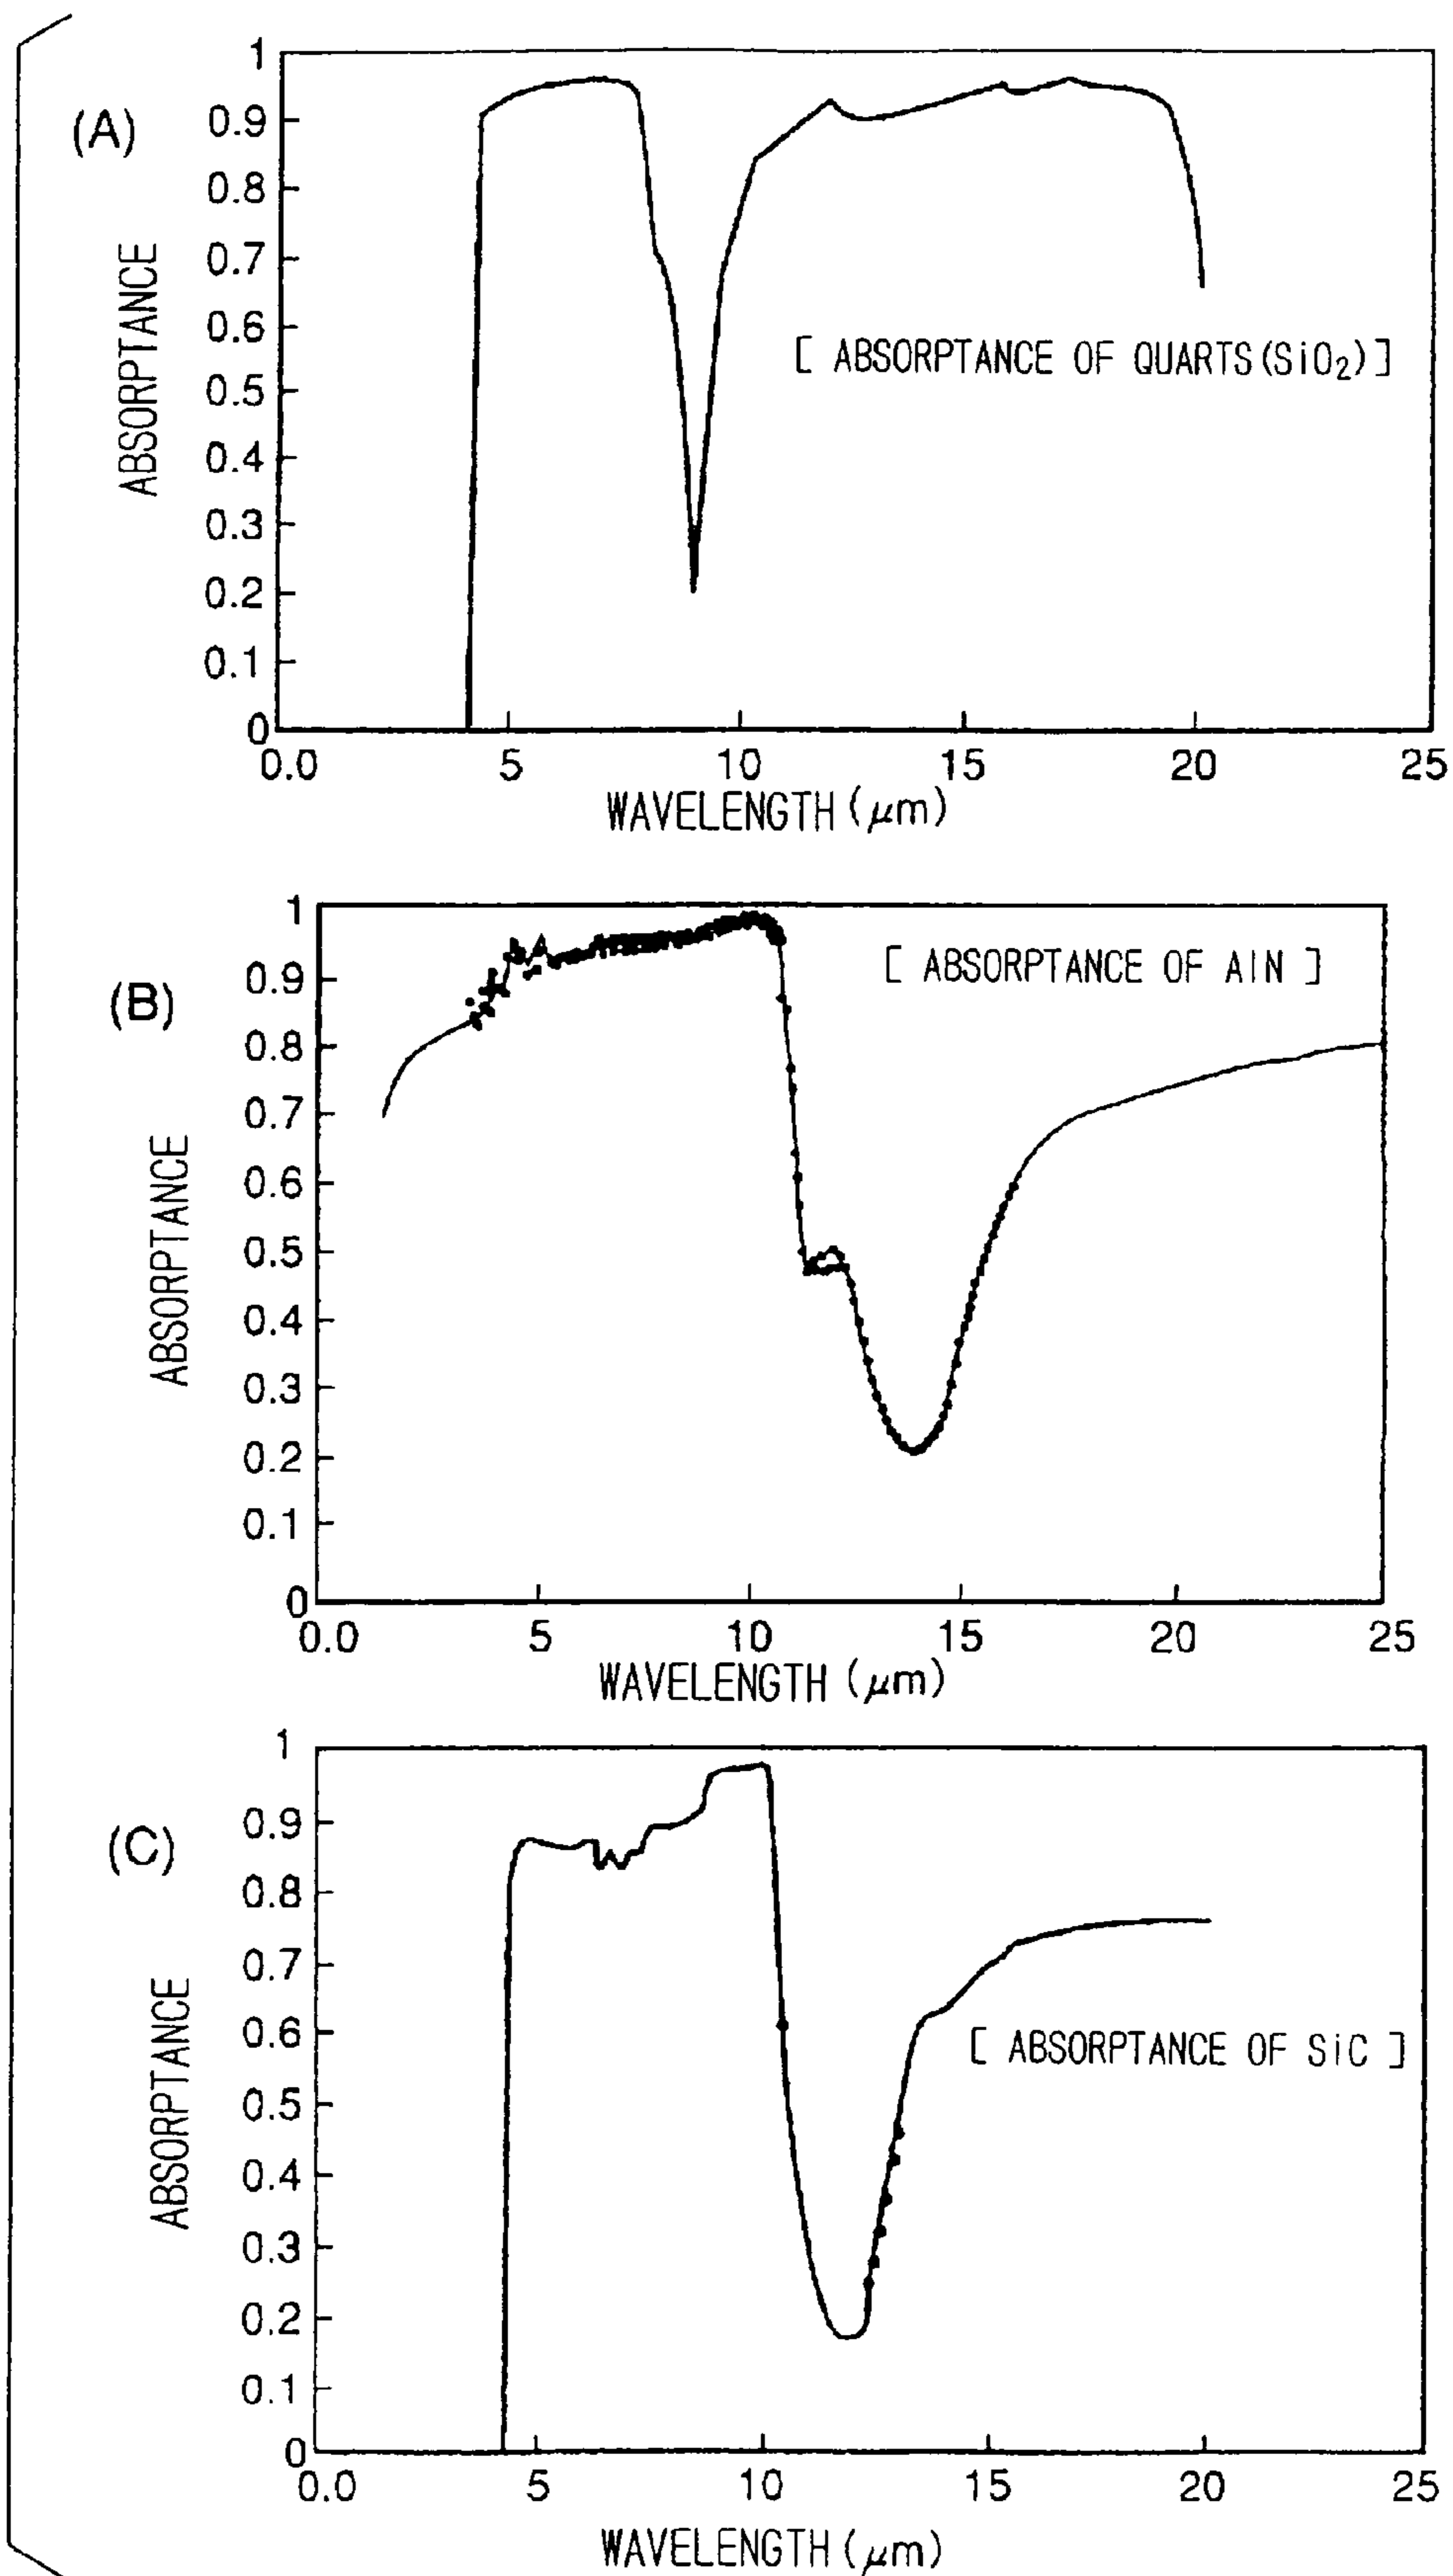 (A)
ABSORPTANCE
1
0.9
0.8
0.7
0.6
0.5
0.4
0.3
0.2
0.1
0
[ ABSORPTANCE OF QUARTS(SiO₂)]
0.0 5 10 15 20 25
WAVELENGTH (μm)
(B)
ABSORPTANCE
1
0.9
0.8
0.7
0.6
0.5
0.4
0.3
0.2
0.1
0
[ ABSORPTANCE OF AlN ]
0.0 5 10 15 20 25
WAVELENGTH (μm)
(C)
ABSORPTANCE
1
0.9
0.8
0.7
0.6
0.5
0.4
0.3
0.2
0.1
0
[ ABSORPTANCE OF SiC ]
0.0 5 10 15 20 25
WAVELENGTH (μm)